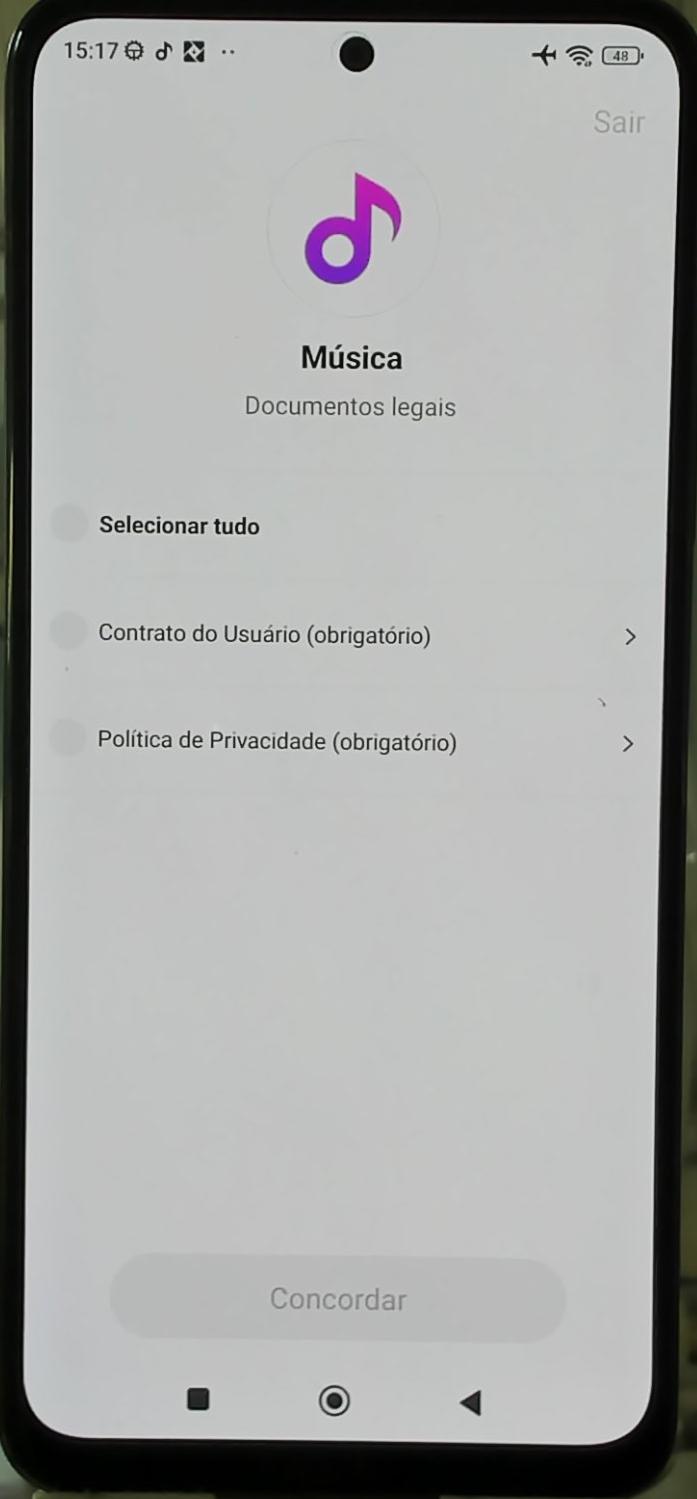 15:17
48
Sair
Música
Documentos legais
Selecionar tudo
Contrato do Usuário (obrigatório)
Política de Privacidade (obrigatório)
Concordar